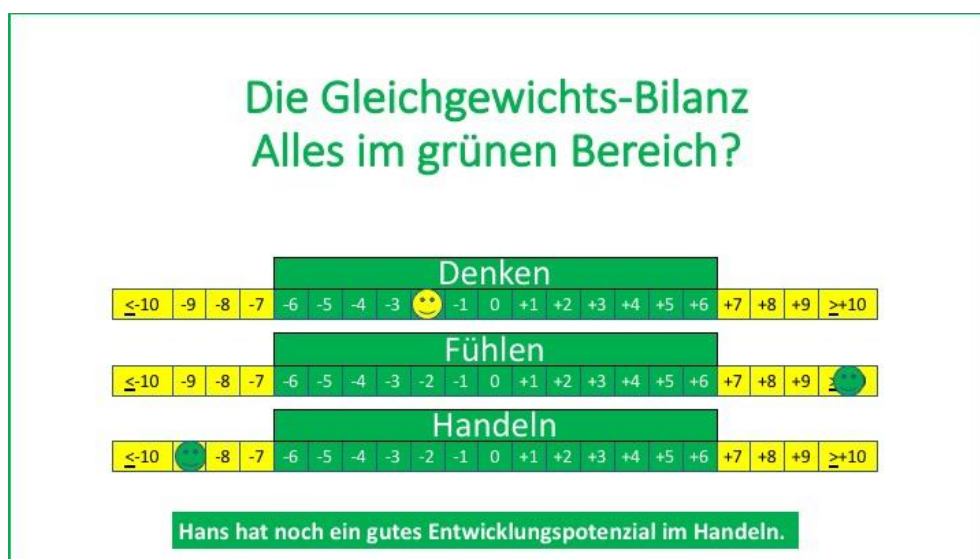 Die Gleichgewichts-Bilanz
Alles im grünen Bereich?
Denken
≤-10 -9 -8 -7 -6 -5 -4 -3 -1 0 +1 +2 +3 +4 +5 +6 +7 +8 +9 ≥+10
Fühlen
≤-10 -9 -8 -7 -6 -5 -4 -3 -2 -1 0 +1 +2 +3 +4 +5 +6 +7 +8 +9
Handeln
≤-10 -8 -7 -6 -5 -4 -3 -2 -1 0 +1 +2 +3 +4 +5 +6 +7 +8 +9 ≥+10
Hans hat noch ein gutes Entwicklungspotenzial im Handeln.